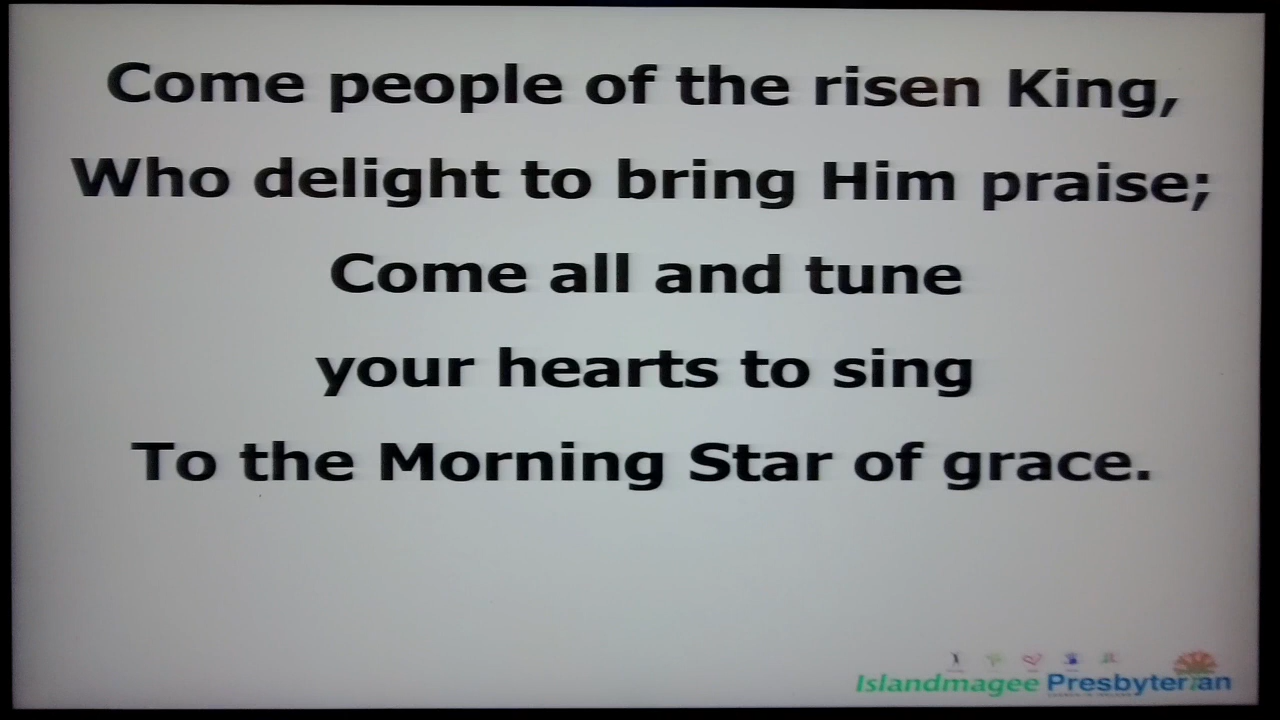 Come people of the risen King,
Who delight to bring Him praise;
Come all and tune
your hearts to sing
To the Morning Star of grace.
Islandmagee Presbyterian